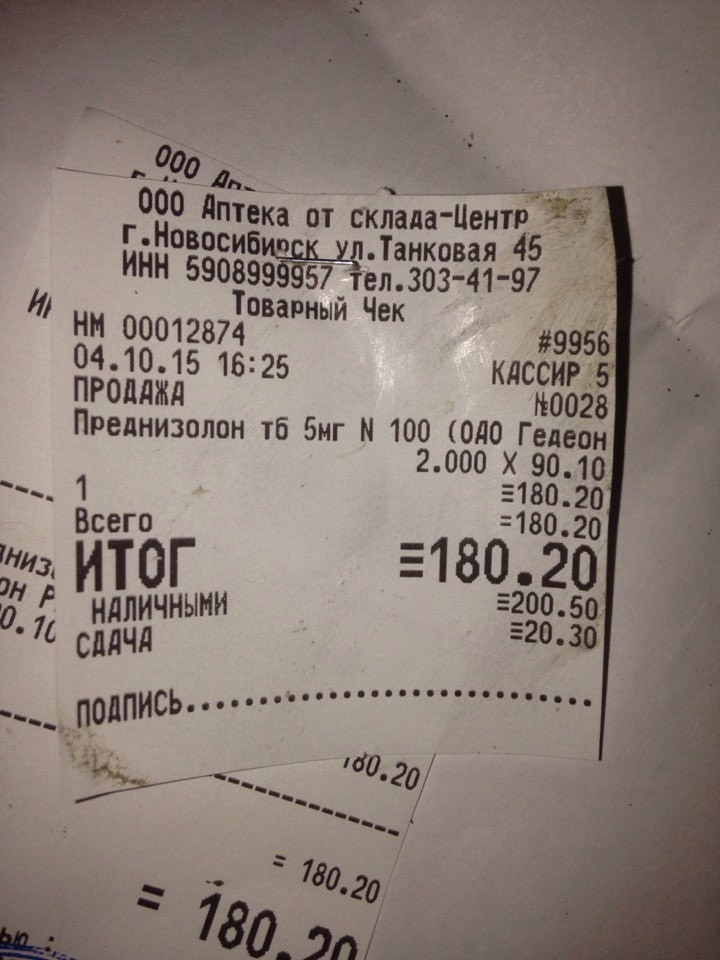 ООО Апт
ООО Аптека от склада-Центр
г.Новосибирск ул.Танковая 45
ИНН 5908999957 тел.303-41-97
Товарный Чек
НМ 00012874 #9956
04.10.15 16:25 КАССИР 5
ПРОДАЖА №0028
Преднизолон тб 5мг N 100 (ОАО Гедеон
2.000 X 90.10
1 ≡180.20
Всего =180.20
ИТОГ ≡180.20
НАЛИЧНЫМИ ≡200.50
СДАЧА ≡20.30
ПОДПИСЬ..............................
180.20
= 180.20
= 180.20